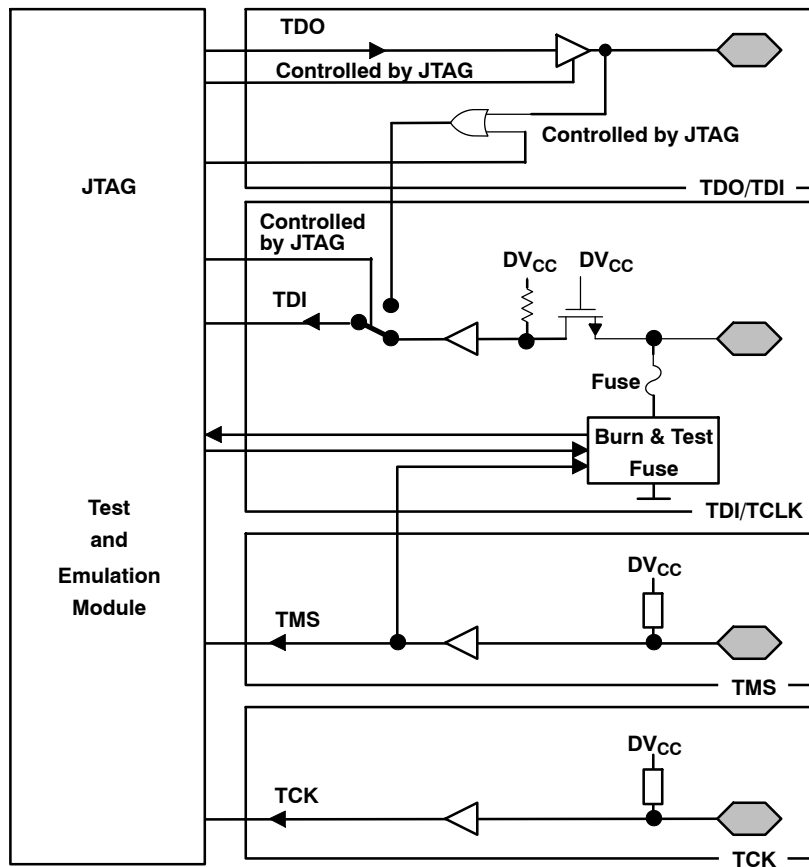 TDO
Controlled by JTAG
Controlled by JTAG
JTAG
TDO/TDI
Controlled
by JTAG
DVCC
DVCC
TDI
Fuse
Burn & Test
Fuse
TDI/TCLK
Test
and
Emulation
Module
DVCC
TMS
TMS
DVCC
TCK
TCK